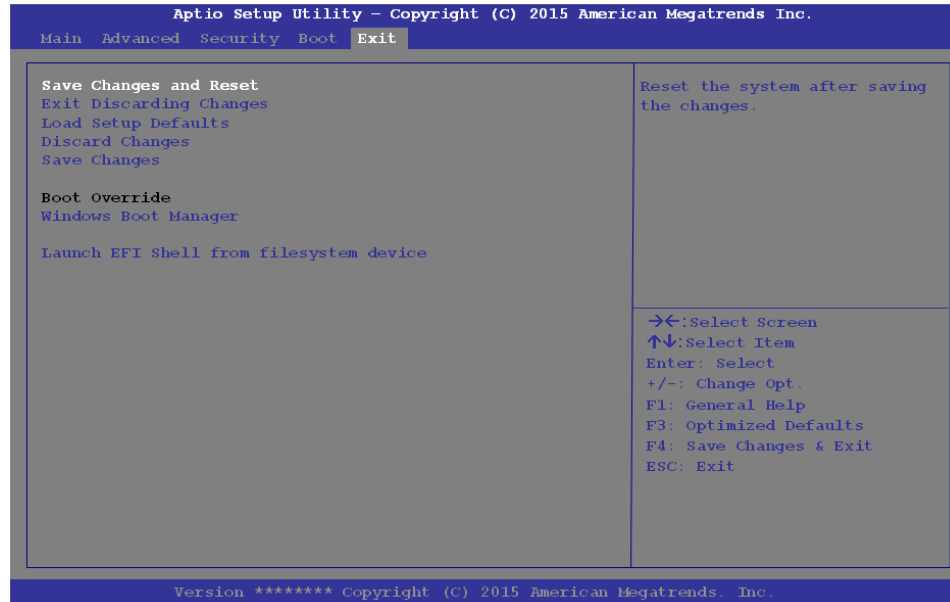 Aptio Setup Utility – Copyright (C) 2015 American Megatrends Inc.
Main Advanced Security Boot Exit
Save Changes and Reset
Exit Discarding Changes
Load Setup Defaults
Discard Changes
Save Changes
Boot Override
Windows Boot Manager
Launch EFI Shell from filesystem device
Reset the system after saving
the changes.
→←:Select Screen
↑↓:Select Item
Enter: Select
+/-: Change Opt.
F1: General Help
F3: Optimized Defaults
F4: Save Changes & Exit
ESC: Exit
Version ******** Copyright (C) 2015 American Megatrends. Inc.